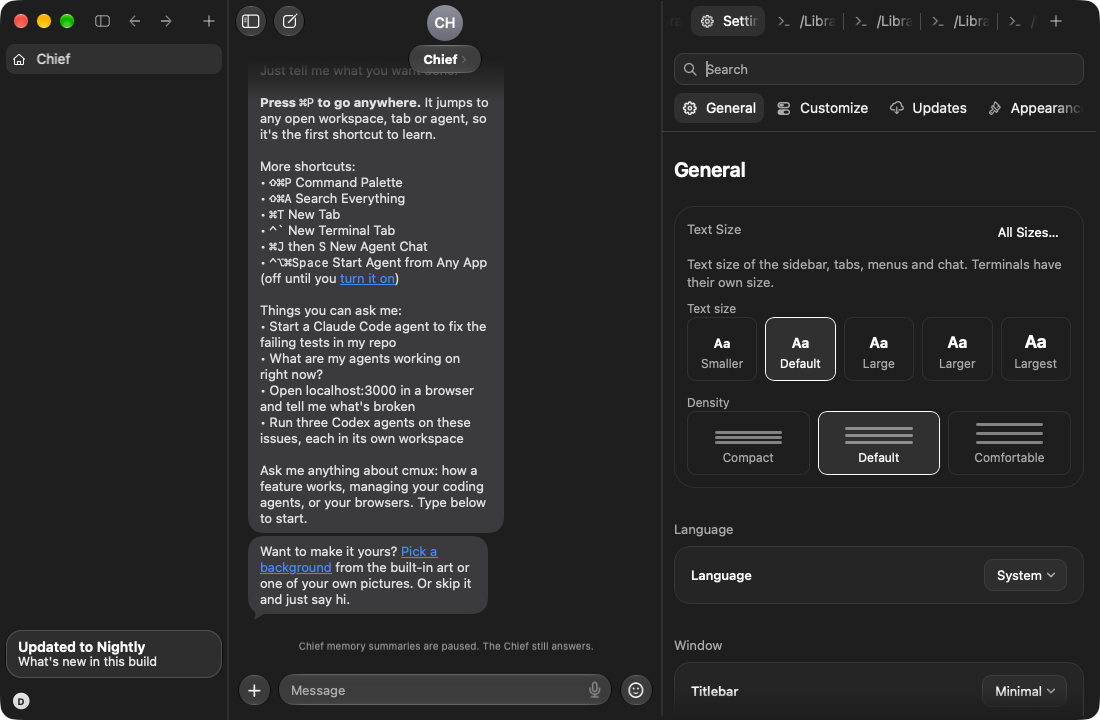 Chief
Updated to Nightly
What's new in this build
D
CH
Chief
Just tell me what you want done.
Press ⌘P to go anywhere. It jumps to
any open workspace, tab or agent, so
it's the first shortcut to learn.
More shortcuts:
• ⇧⌘P Command Palette
• ⇧⌘A Search Everything
• ⌘T New Tab
• ^` New Terminal Tab
• ⌘J then S New Agent Chat
• ^⌥⌘Space Start Agent from Any App
(off until you turn it on)
Things you can ask me:
• Start a Claude Code agent to fix the
failing tests in my repo
• What are my agents working on
right now?
• Open localhost:3000 in a browser
and tell me what's broken
• Run three Codex agents on these
issues, each in its own workspace
Ask me anything about cmux: how a
feature works, managing your coding
agents, or your browsers. Type below
to start.
Want to make it yours? Pick a
background from the built-in art or
one of your own pictures. Or skip it
and just say hi.
Chief memory summaries are paused. The Chief still answers.
Message
Settin
/Libra
/Libra
/Libra
Search
General
Customize
Updates
Appearanc
General
Text Size
All Sizes...
Text size of the sidebar, tabs, menus and chat. Terminals have
their own size.
Text size
Aa Aa Aa Aa Aa
Smaller Default Large Larger Largest
Density
Compact Default Comfortable
Language
Language
System
Window
Titlebar
Minimal